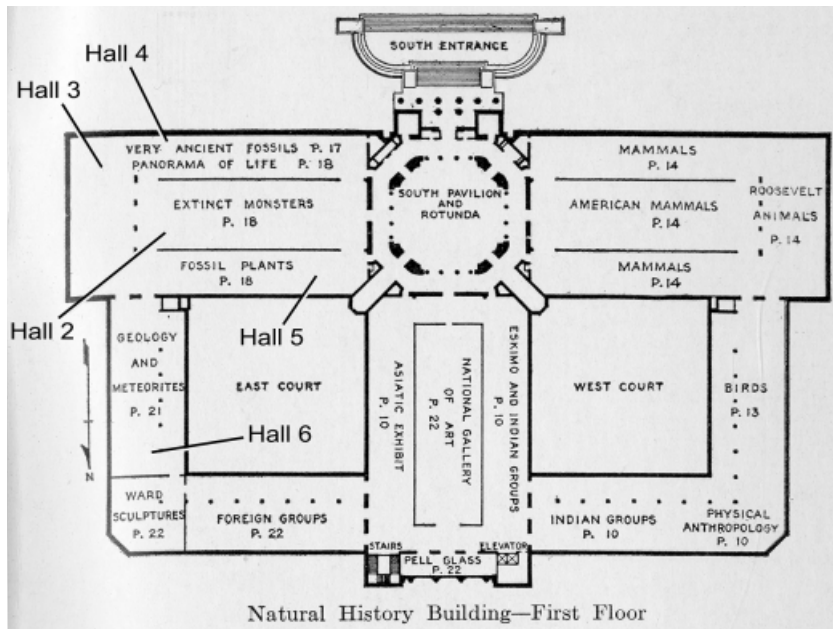 SOUTH ENTRANCE
Hall 4
Hall 3
VERY ANCIENT FOSSILS P. 17
PANORAMA OF LIFE P. 18
EXTINCT MONSTERS
P. 18
FOSSIL PLANTS
P. 18
SOUTH PAVILION
AND
ROTUNDA
MAMMALS
P. 14
AMERICAN MAMMALS
P. 14
MAMMALS
P. 14
ROOSEVELT
ANIMALS
P. 14
Hall 2
Hall 5
GEOLOGY
AND
METEORITES
P. 21
EAST COURT
ASIATIC EXHIBIT
P. 10
NATIONAL GALLERY
OF ART
P. 22
ESKIMO AND INDIAN GROUPS
P. 10
WEST COURT
BIRDS
P. 13
Hall 6
N
WARD
SCULPTURES
P. 22
FOREIGN GROUPS
P. 22
INDIAN GROUPS
P. 10
PHYSICAL
ANTHROPOLOGY
P. 10
STAIRS
ELEVATOR
PELL GLASS
P. 22
Natural History Building—First Floor